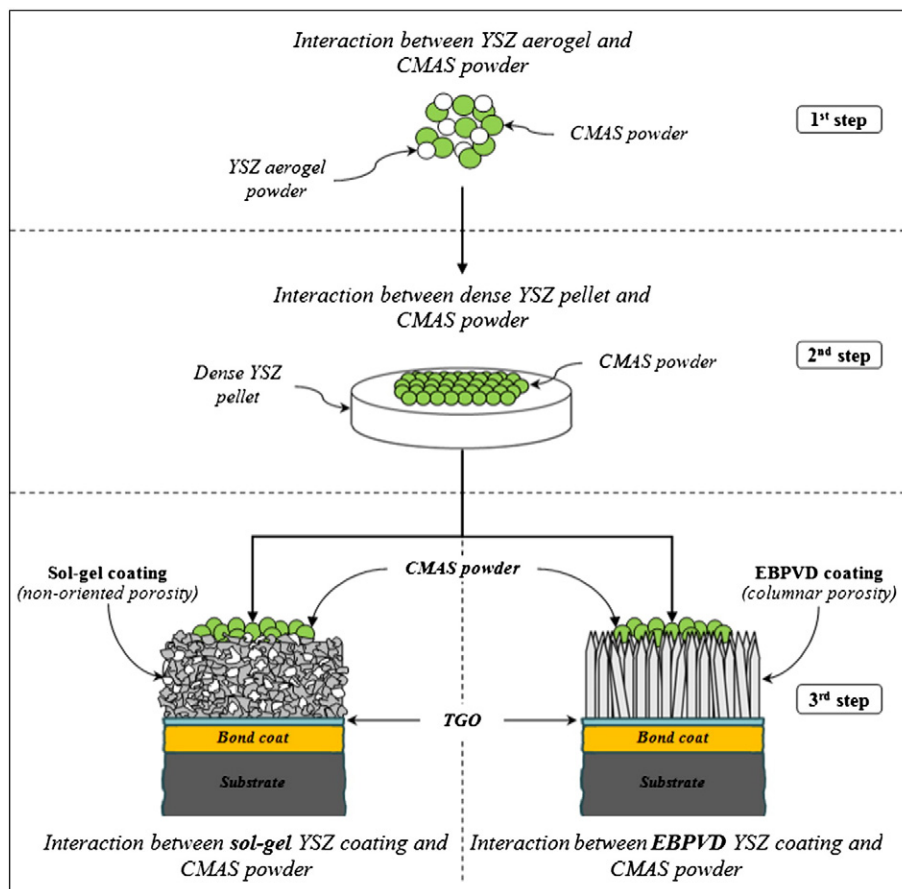 Interaction between YSZ aerogel and
CMAS powder
1st step
CMAS powder
YSZ aerogel
powder
Interaction between dense YSZ pellet and
CMAS powder
2nd step
CMAS powder
Dense YSZ
pellet
Sol-gel coating
(non-oriented porosity)
CMAS powder
EBPVD coating
(columnar porosity)
3rd step
TGO
Bond coat
Bond coat
Substrate
Substrate
Interaction between sol-gel YSZ coating and
CMAS powder
Interaction between EBPVD YSZ coating and
CMAS powder